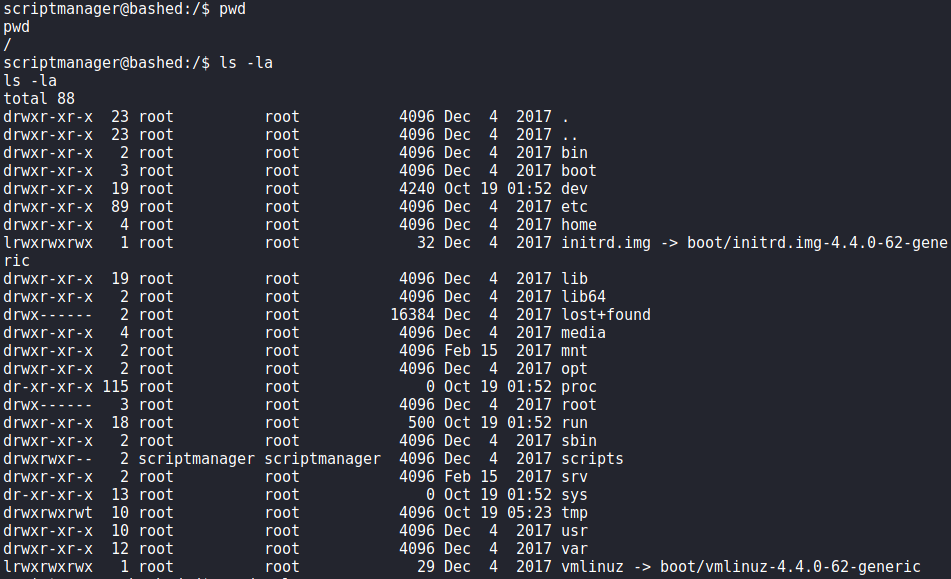 scriptmanager@bashed:/$ pwd
pwd
/
scriptmanager@bashed:/$ ls -la
ls -la
total 88
drwxr-xr-x  23 root          root           4096 Dec  4  2017 .
drwxr-xr-x  23 root          root           4096 Dec  4  2017 ..
drwxr-xr-x   2 root          root           4096 Dec  4  2017 bin
drwxr-xr-x   3 root          root           4096 Dec  4  2017 boot
drwxr-xr-x  19 root          root           4240 Oct 19 01:52 dev
drwxr-xr-x  89 root          root           4096 Dec  4  2017 etc
drwxr-xr-x   4 root          root           4096 Dec  4  2017 home
lrwxrwxrwx   1 root          root             32 Dec  4  2017 initrd.img -> boot/initrd.img-4.4.0-62-gene
ric
drwxr-xr-x  19 root          root           4096 Dec  4  2017 lib
drwxr-xr-x   2 root          root           4096 Dec  4  2017 lib64
drwx------   2 root          root          16384 Dec  4  2017 lost+found
drwxr-xr-x   4 root          root           4096 Dec  4  2017 media
drwxr-xr-x   2 root          root           4096 Feb 15  2017 mnt
drwxr-xr-x   2 root          root           4096 Dec  4  2017 opt
dr-xr-xr-x 115 root          root              0 Oct 19 01:52 proc
drwx------   3 root          root           4096 Dec  4  2017 root
drwxr-xr-x  18 root          root            500 Oct 19 01:52 run
drwxr-xr-x   2 root          root           4096 Dec  4  2017 sbin
drwxrwxr--   2 scriptmanager scriptmanager  4096 Dec  4  2017 scripts
drwxr-xr-x   2 root          root           4096 Feb 15  2017 srv
dr-xr-xr-x  13 root          root              0 Oct 19 01:52 sys
drwxrwxrwt  10 root          root           4096 Oct 19 05:23 tmp
drwxr-xr-x  10 root          root           4096 Dec  4  2017 usr
drwxr-xr-x  12 root          root           4096 Dec  4  2017 var
lrwxrwxrwx   1 root          root             29 Dec  4  2017 vmlinuz -> boot/vmlinuz-4.4.0-62-generic